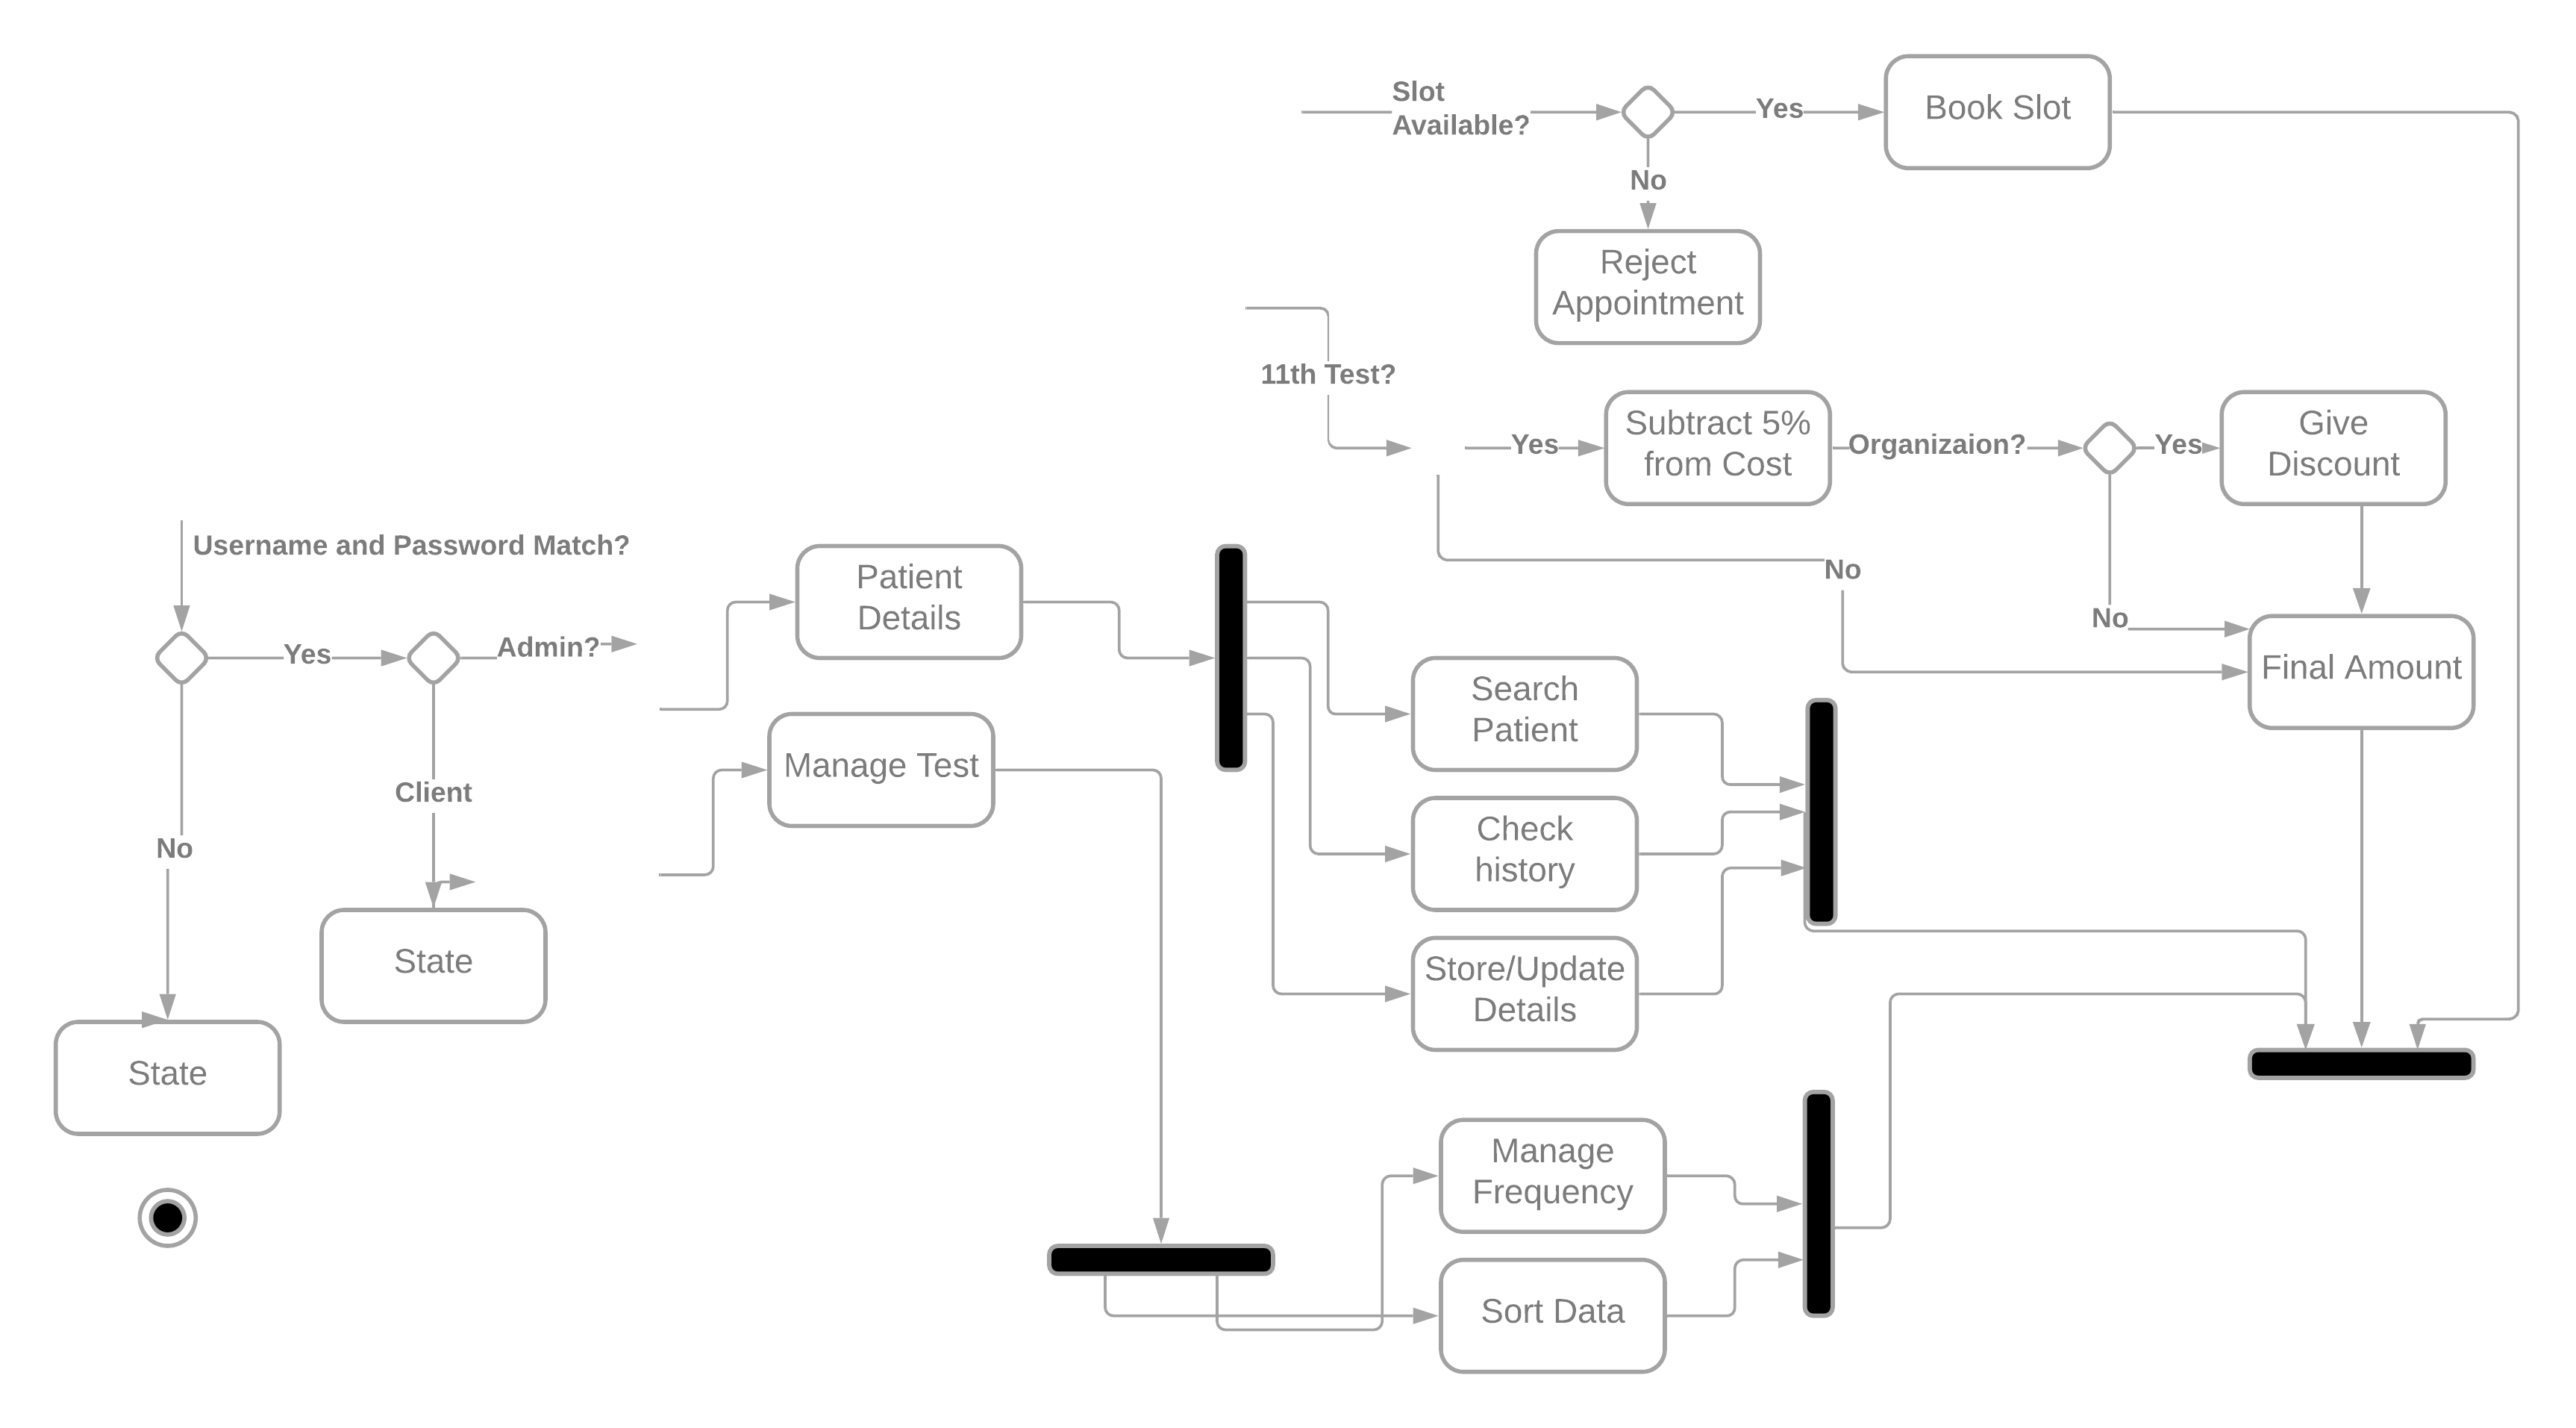 Slot
Available?
Yes
Book Slot
No
Reject
Appointment
11th Test?
Yes
Subtract 5%
from Cost
Organizaion?
Yes
Give
Discount
No
No
Final Amount
Username and Password Match?
Yes
Admin?
Client
No
State
State
Patient
Details
Manage Test
Search
Patient
Check
history
Store/Update
Details
Manage
Frequency
Sort Data